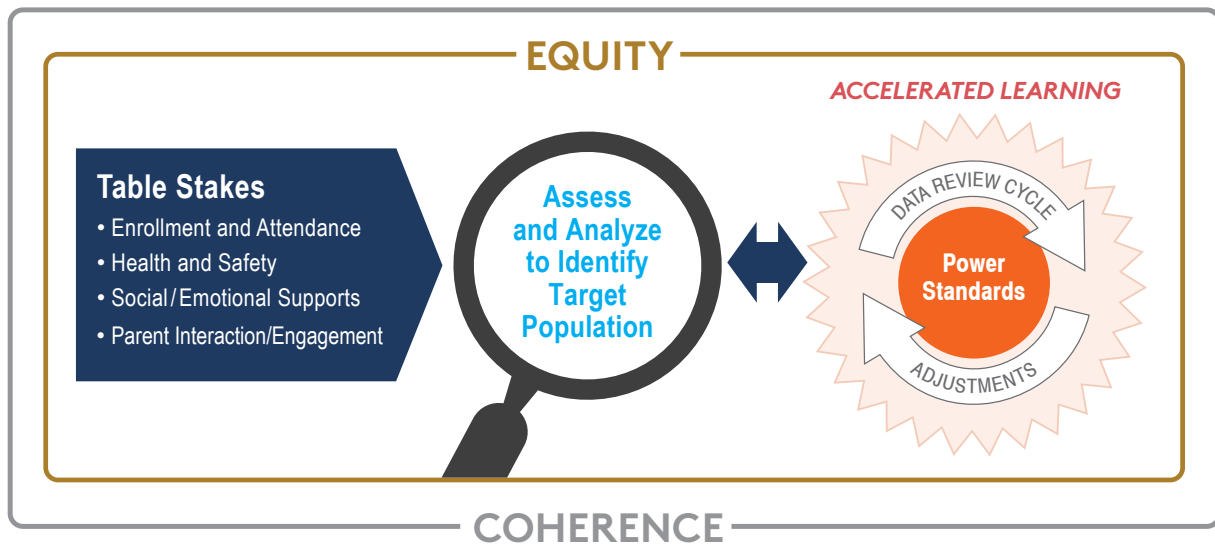 EQUITY
ACCELERATED LEARNING
Table Stakes
• Enrollment and Attendance
• Health and Safety
• Social/Emotional Supports
• Parent Interaction/Engagement
Assess
and Analyze
to Identify
Target
Population
DATA REVIEW CYCLE
Power
Standards
ADJUSTMENTS
COHERENCE